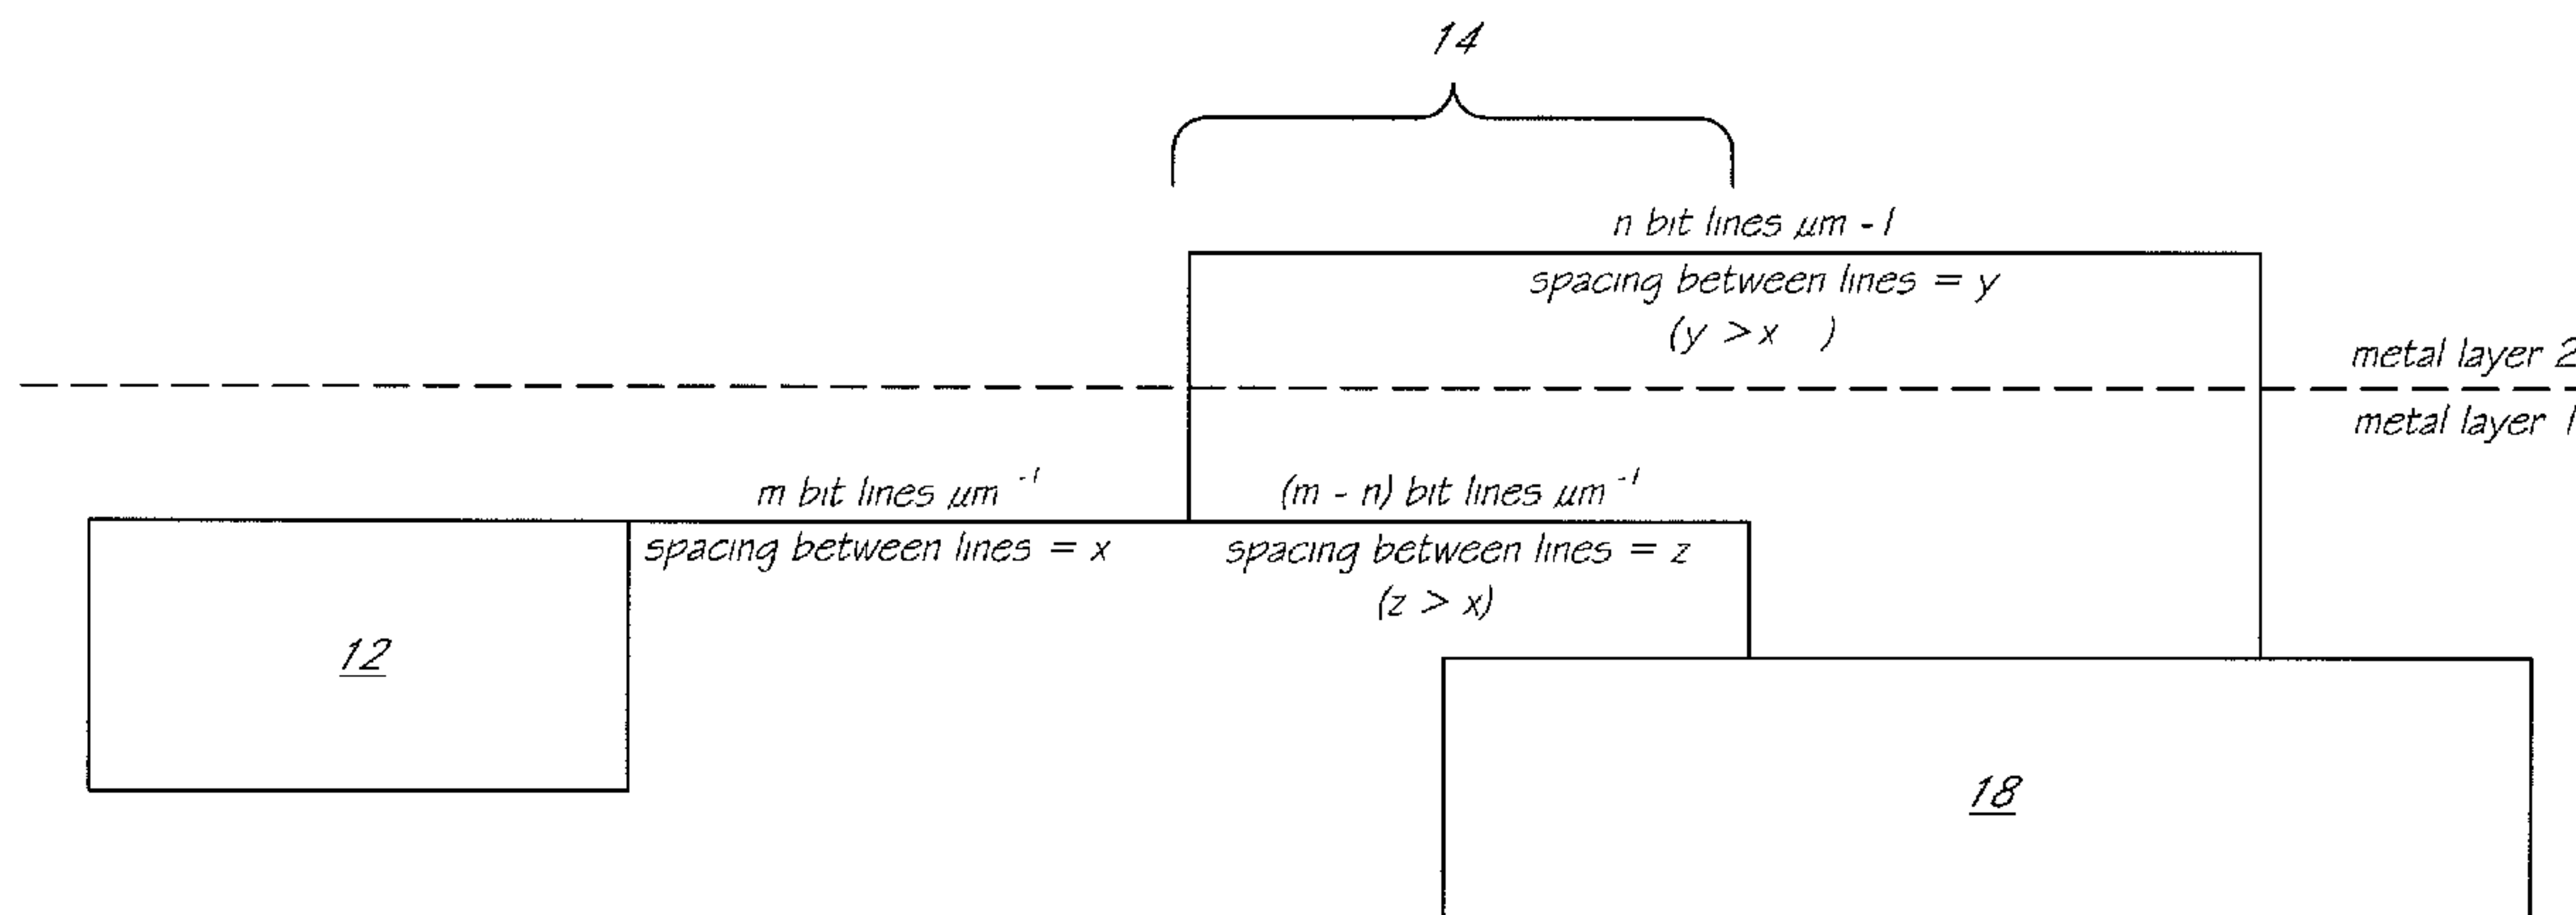 14
n bit lines μm -1
spacing between lines = y
(y > x )
metal layer 2
metal layer 1
m bit lines μm -1
(m - n) bit lines μm -1
spacing between lines = x
spacing between lines = z
(z > x)
12
18